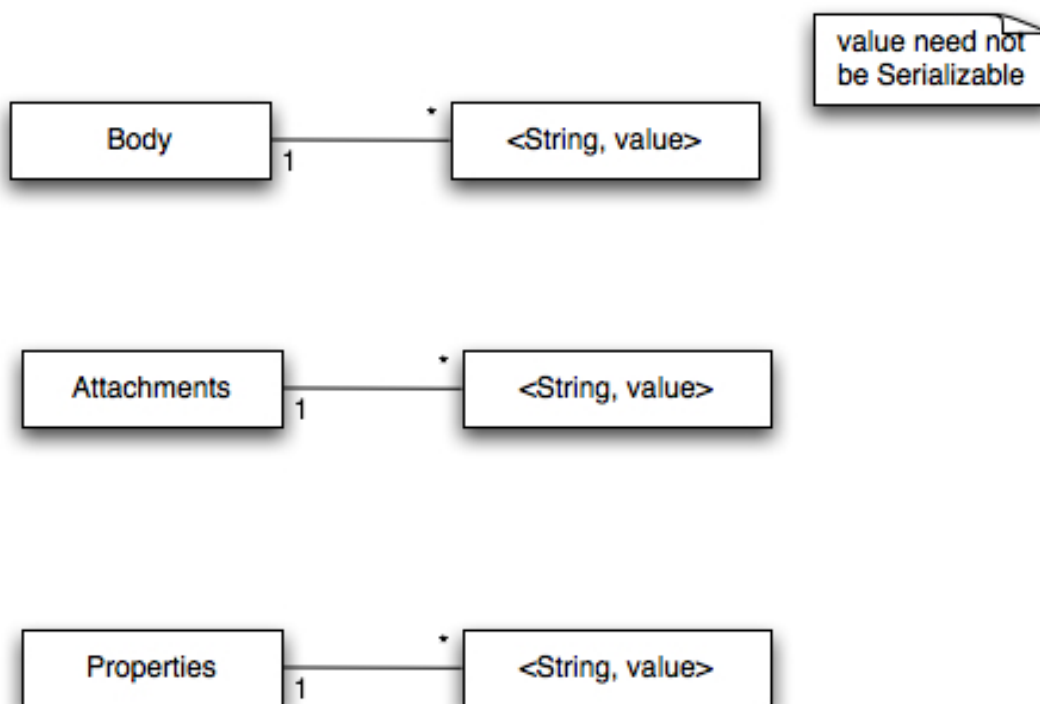 value need not
be Serializable
*
Body
<String, value>
1
*
Attachments
<String, value>
1
*
Properties
<String, value>
1